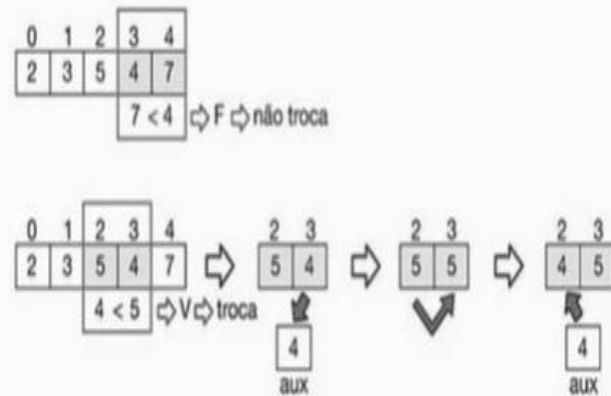 0 1 2 3 4
2 3 5 4 7
7 < 4 ⇨ F ⇨ não troca
0 1 2 3 4 2 3 2 3 2 3
2 3 5 4 7 ⇨ 5 4 ⇨ 5 5 ⇨ 4 5
4 < 5 ⇨ V ⇨ troca
4 4
aux aux